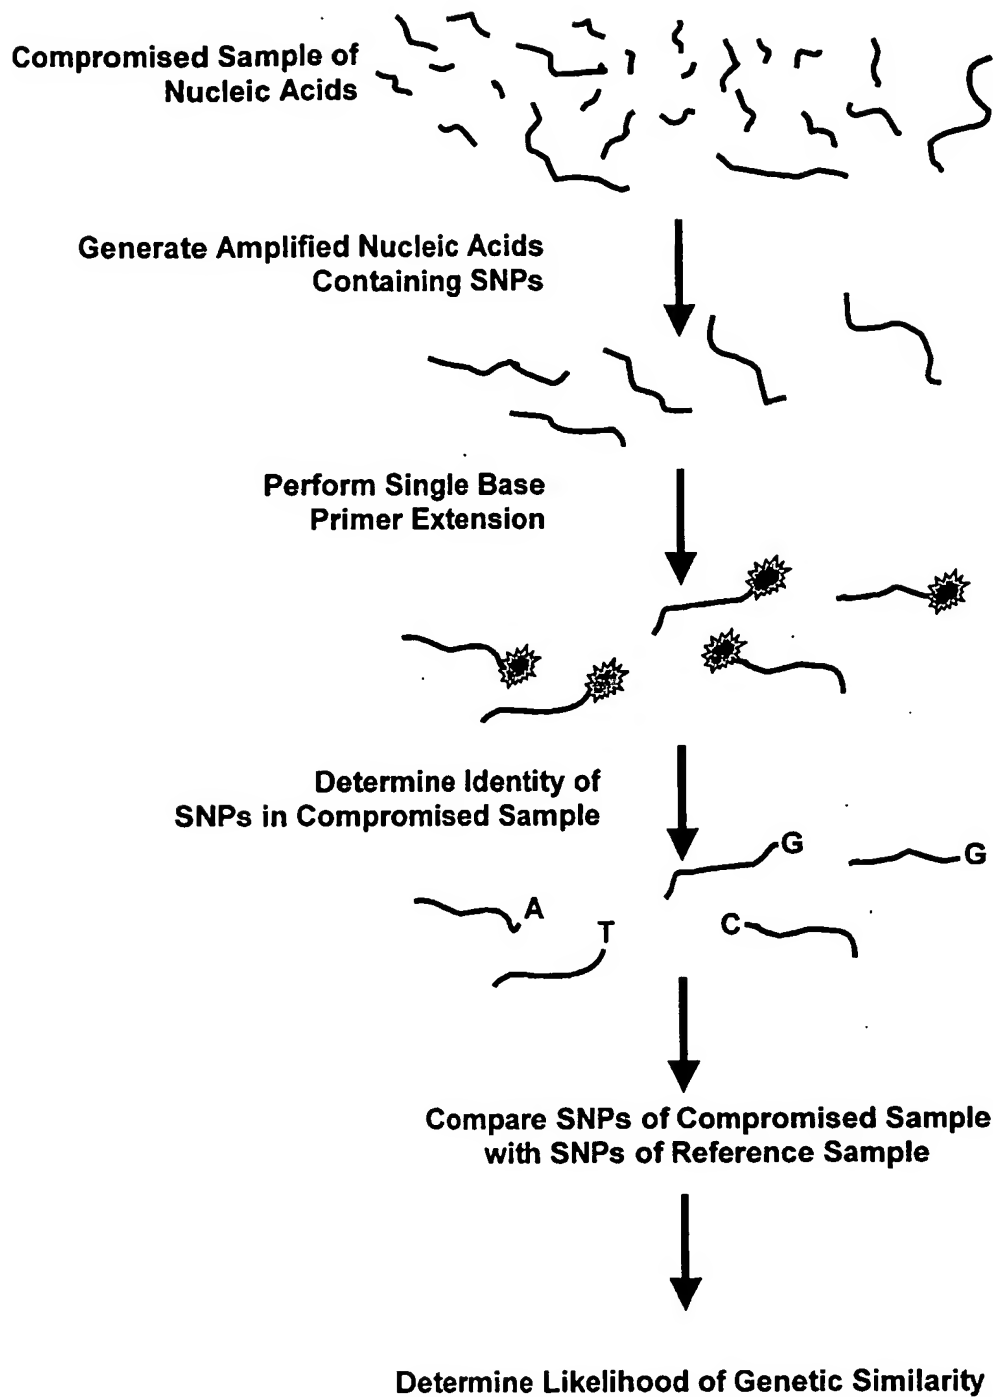 Compromised Sample of
Nucleic Acids
Generate Amplified Nucleic Acids
Containing SNPs
Perform Single Base
Primer Extension
Determine Identity of
SNPs in Compromised Sample
G
G
A
T
C
Compare SNPs of Compromised Sample
with SNPs of Reference Sample
Determine Likelihood of Genetic Similarity